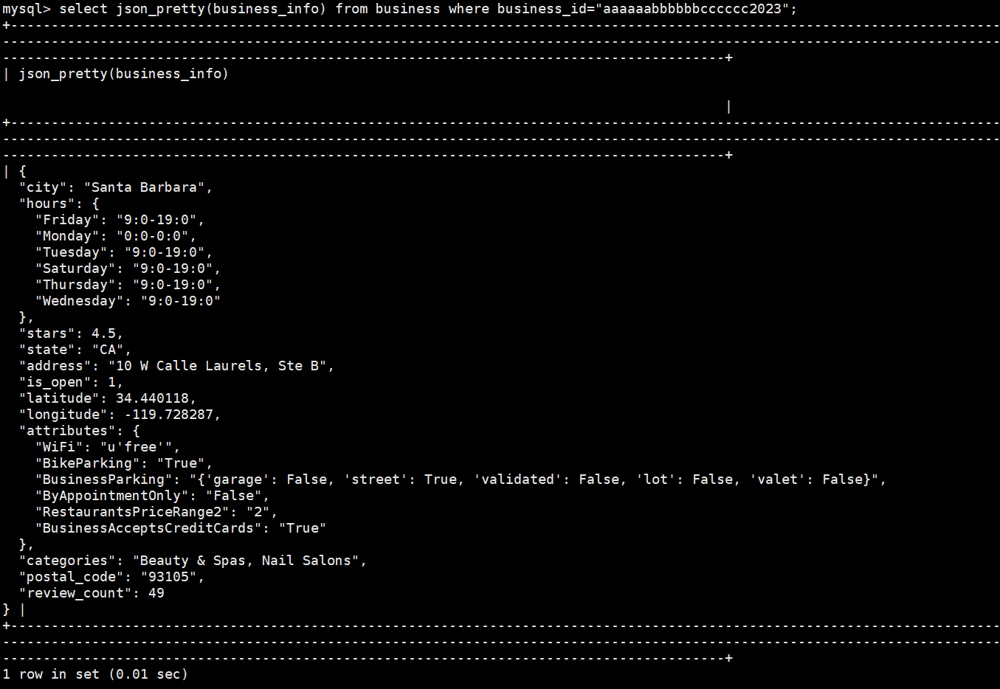 mysql> select json_pretty(business_info) from business where business_id="aaaaaabbbbbbcccccc2023";
+--------------------------------------------------------------------------------------------------------------------------
---------------------------------------------------------------------------------------------------------------------------
-----------------------------------------------------------------------------------------+
| json_pretty(business_info)
|
+--------------------------------------------------------------------------------------------------------------------------
---------------------------------------------------------------------------------------------------------------------------
-----------------------------------------------------------------------------------------+
| {
  "city": "Santa Barbara",
  "hours": {
    "Friday": "9:0-19:0",
    "Monday": "0:0-0:0",
    "Tuesday": "9:0-19:0",
    "Saturday": "9:0-19:0",
    "Thursday": "9:0-19:0",
    "Wednesday": "9:0-19:0"
  },
  "stars": 4.5,
  "state": "CA",
  "address": "10 W Calle Laurels, Ste B",
  "is_open": 1,
  "latitude": 34.440118,
  "longitude": -119.728287,
  "attributes": {
    "WiFi": "u'free'",
    "BikeParking": "True",
    "BusinessParking": "{'garage': False, 'street': True, 'validated': False, 'lot': False, 'valet': False}",
    "ByAppointmentOnly": "False",
    "RestaurantsPriceRange2": "2",
    "BusinessAcceptsCreditCards": "True"
  },
  "categories": "Beauty & Spas, Nail Salons",
  "postal_code": "93105",
  "review_count": 49
} |
+--------------------------------------------------------------------------------------------------------------------------
---------------------------------------------------------------------------------------------------------------------------
-----------------------------------------------------------------------------------------+
1 row in set (0.01 sec)